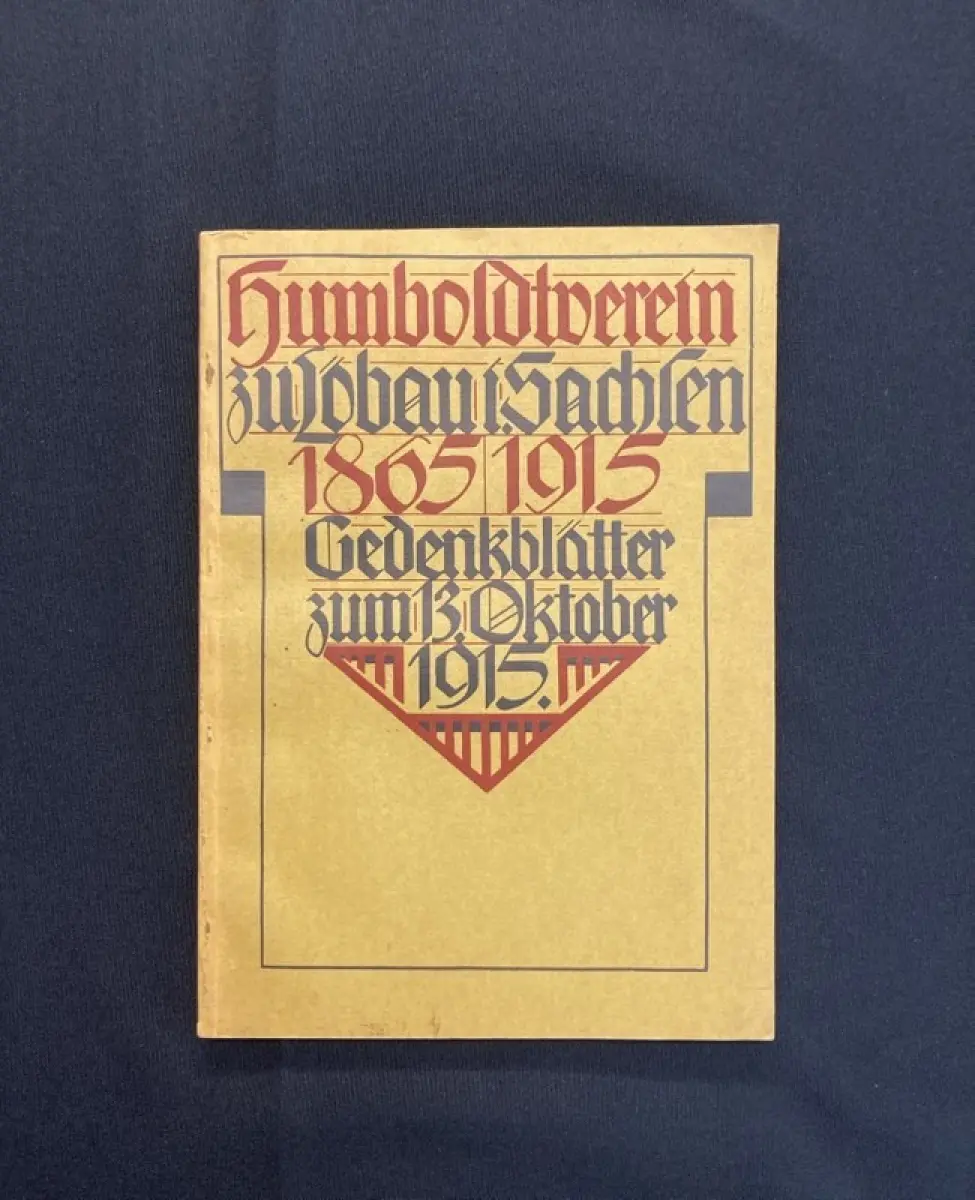 Humboldtverein
zu Löbau i. Sachsen
1865 | 1915
Gedenkblätter
zum 13. Oktober
1915.